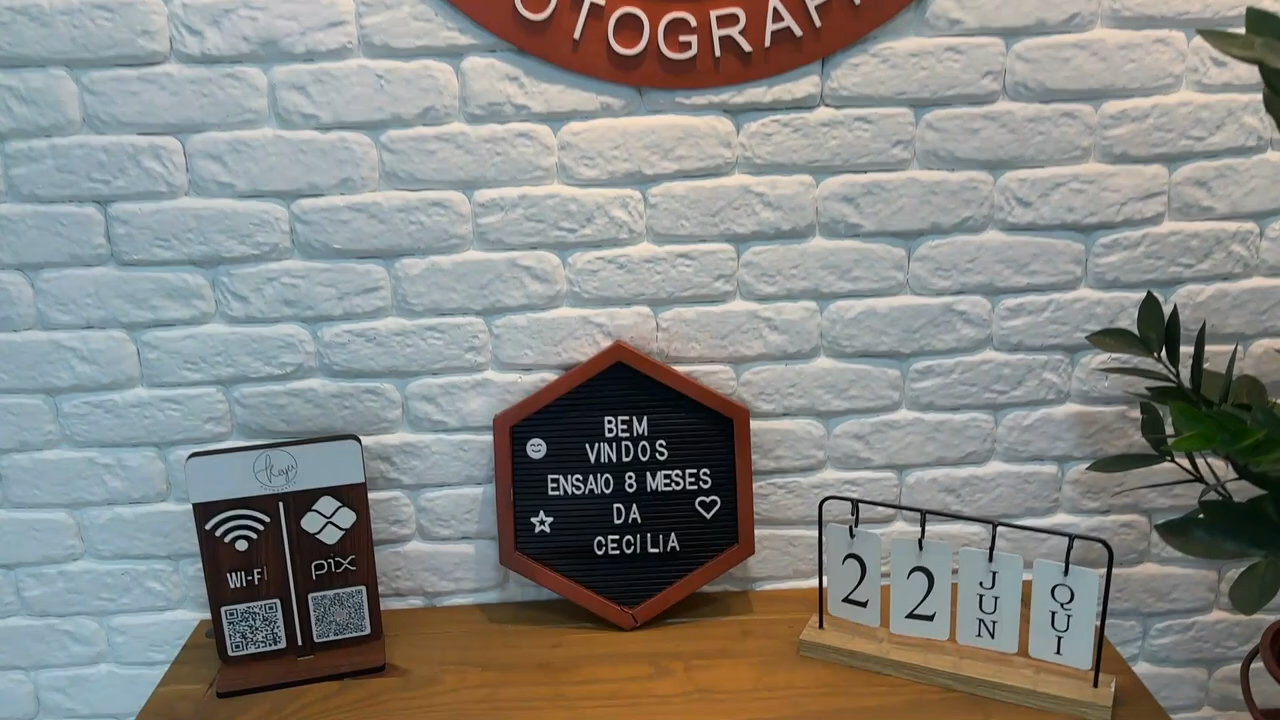 OTOGRAF
WI-FI
pix
BEM
VINDOS
ENSAIO 8 MESES
DA
CECILIA
22
JUN
QUI